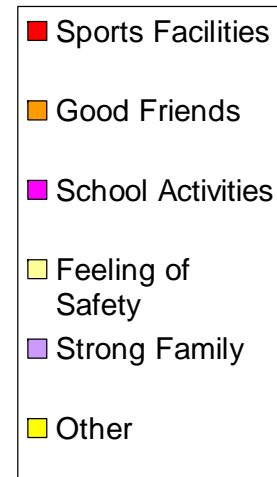 Sports Facilities
Good Friends
School Activities
Feeling of
Safety
Strong Family
Other